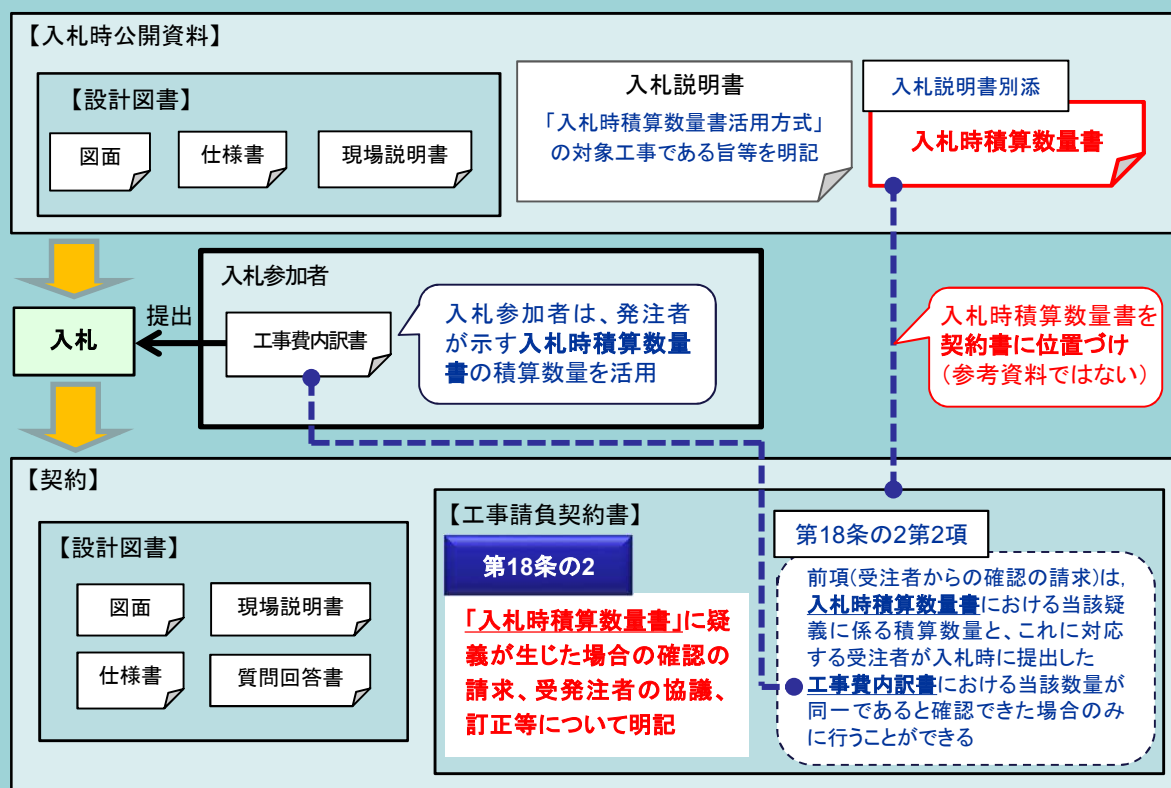 【入札時公開資料】
【設計図書】
図面
仕様書
現場説明書
入札説明書
「入札時積算数量書活用方式」
の対象工事である旨等を明記
入札説明書別添
入札時積算数量書
入札参加者
入札
提出
工事費内訳書
入札参加者は、発注者
が示す入札時積算数量
書の積算数量を活用
入札時積算数量書を
契約書に位置づけ
（参考資料ではない）
【契約】
【設計図書】
図面
現場説明書
仕様書
質問回答書
【工事請負契約書】
第18条の2
「入札時積算数量書」に疑
義が生じた場合の確認の
請求、受発注者の協議、
訂正等について明記
第18条の2第2項
前項(受注者からの確認の請求)は、
入札時積算数量書における当該疑
義に係る積算数量と、これに対応
する受注者が入札時に提出した
工事費内訳書における当該数量が
同一であると確認できた場合のみ
に行うことができる